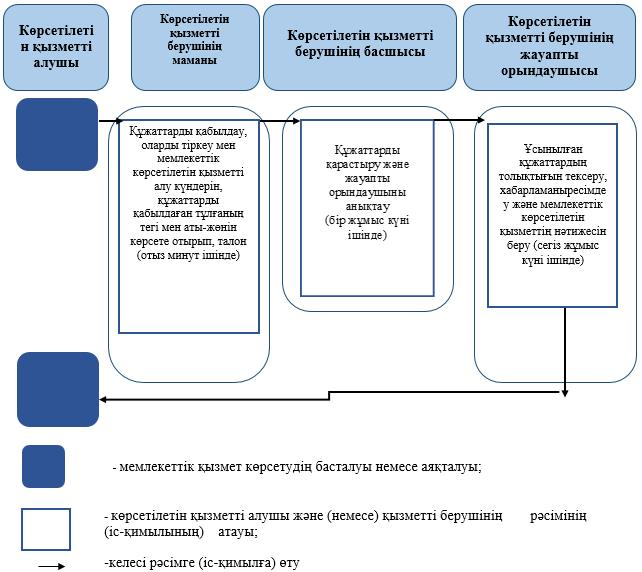 Көрсетілеті
н қызметті
алушы
Көрсетілетін
қызметті
берушінің
маманы
Көрсетілетін қызметті
берушінің басшысы
Көрсетілетін
қызметті берушінің
жауапты
орындаушысы
Құжаттарды қабылдау,
оларды тіркеу мен
мемлекеттік
көрсетілетін қызметті
алу күндерін,
құжаттарды
қабылдаған тұлғаның
тегі мен аты-жөнін
көрсете отырып, талон
(отыз минут ішінде)
Құжаттарды
қарастыру және
жауапты
орындаушыны
анықтау
(бір жұмыс күні
ішінде)
Ұсынылған
құжаттардың
толықтығын тексеру,
хабарламаныресімде
у және мемлекеттік
көрсетілетін
қызметтің нәтижесін
беру (сегіз жұмыс
күні ішінде)
- мемлекеттік қызмет көрсетудің басталуы немесе аяқталуы;
- көрсетілетін қызметті алушы және (немесе) қызметті берушінің рәсімінің
(іс-қимылының) атауы;
-келесі рәсімге (іс-қимылға) өту